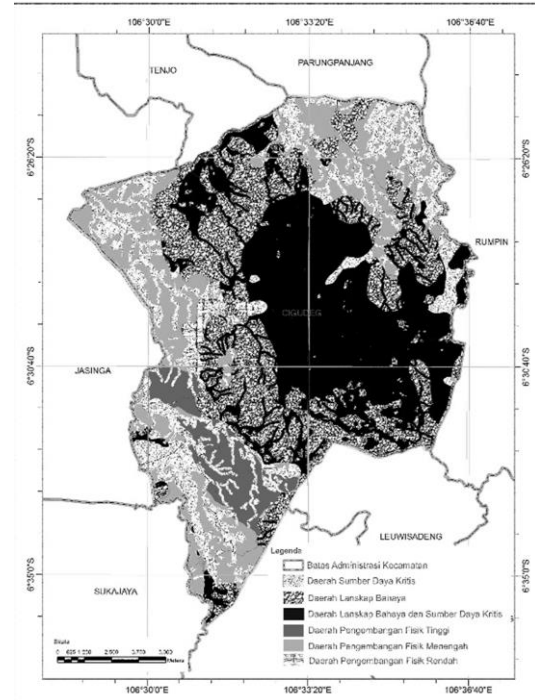 106°30'0"E 106°33'20"E 106°36'40"E
TENJO
PARUNGPANJANG
6°26'20"S 6°26'20"S
RUMPIN
CIGUDEG
6°30'40"S 6°30'40"S
JASINGA
LEUWISADENG
Legenda
Batas Administrasi Kecamatan
Daerah Sumber Daya Kritis
Daerah Lanskap Bahaya
Daerah Lanskap Bahaya dan Sumber Daya Kritis
Daerah Pengembangan Fisik Tinggi
Daerah Pengembangan Fisik Menengah
Daerah Pengembangan Fisik Rendah
6°35'0"S 6°35'0"S
SUKAJAYA
Skala
Meters
106°30'0"E 106°33'20"E 106°36'40"E